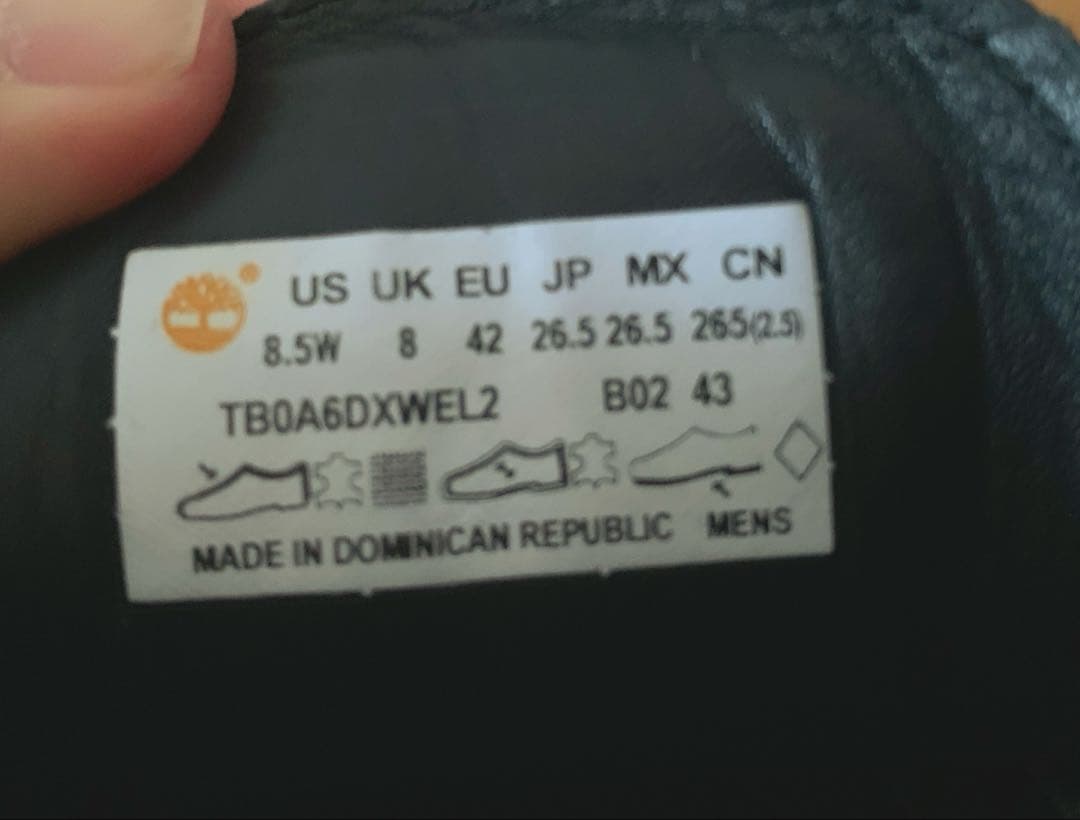 US UK EU JP MX CN
8.5W 8 42 26.5 26.5 265(2.5)
TB0A6DXWEL2 B02 43
MADE IN DOMINICAN REPUBLIC MENS